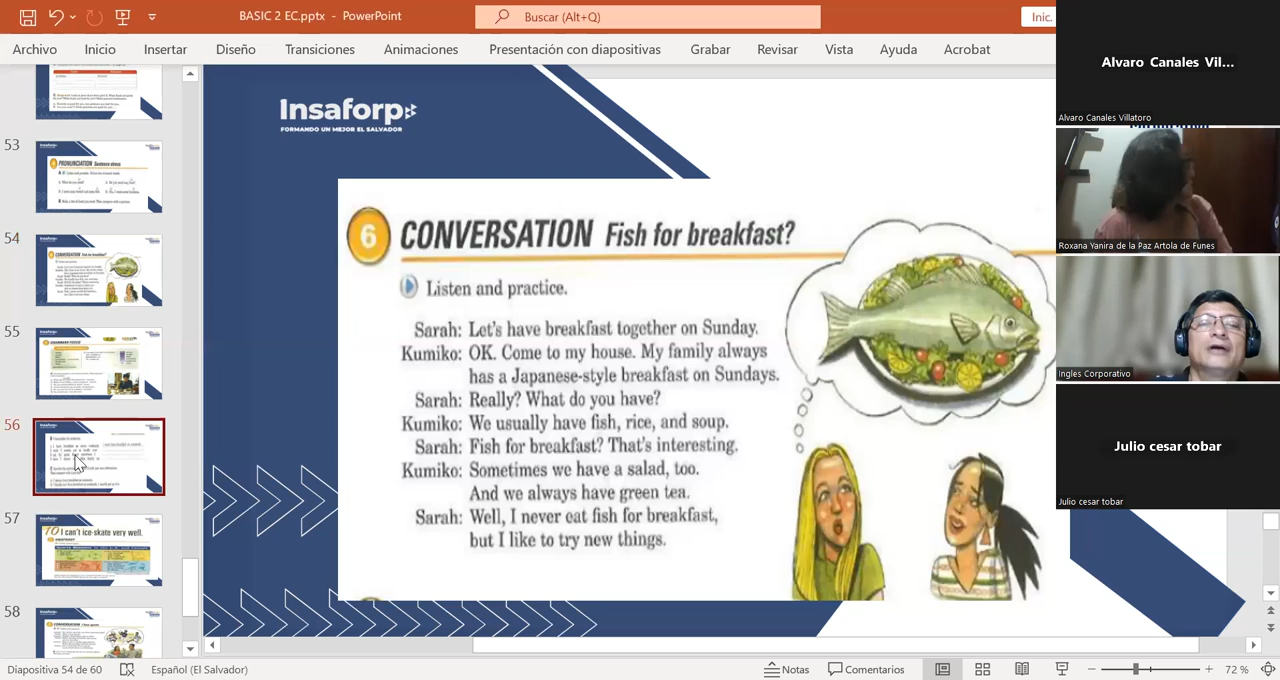 BASIC 2 EC.pptx - PowerPoint
Buscar (Alt+Q)
Inic.
Archivo Inicio Insertar Diseño Transiciones Animaciones Presentación con diapositivas Grabar Revisar Vista Ayuda Acrobat
53
PRONUNCIATION Sentence stress
54
55
56
57
10 I can't ice-skate very well.
58
Insaforp
FORMANDO UN MEJOR EL SALVADOR
6 CONVERSATION Fish for breakfast?
Listen and practice.
Sarah: Let's have breakfast together on Sunday.
Kumiko: OK. Come to my house. My family always
has a Japanese-style breakfast on Sundays.
Sarah: Really? What do you have?
Kumiko: We usually have fish, rice, and soup.
Sarah: Fish for breakfast? That's interesting.
Kumiko: Sometimes we have a salad, too.
And we always have green tea.
Sarah: Well, I never eat fish for breakfast,
but I like to try new things.
Alvaro Canales Vil...
Alvaro Canales Villatoro
Roxana Yanira de la Paz Artola de Funes
Ingles Corporativo
Julio cesar tobar
Julio cesar tobar
Diapositiva 54 de 60
Español (El Salvador)
Notas
Comentarios
72 %